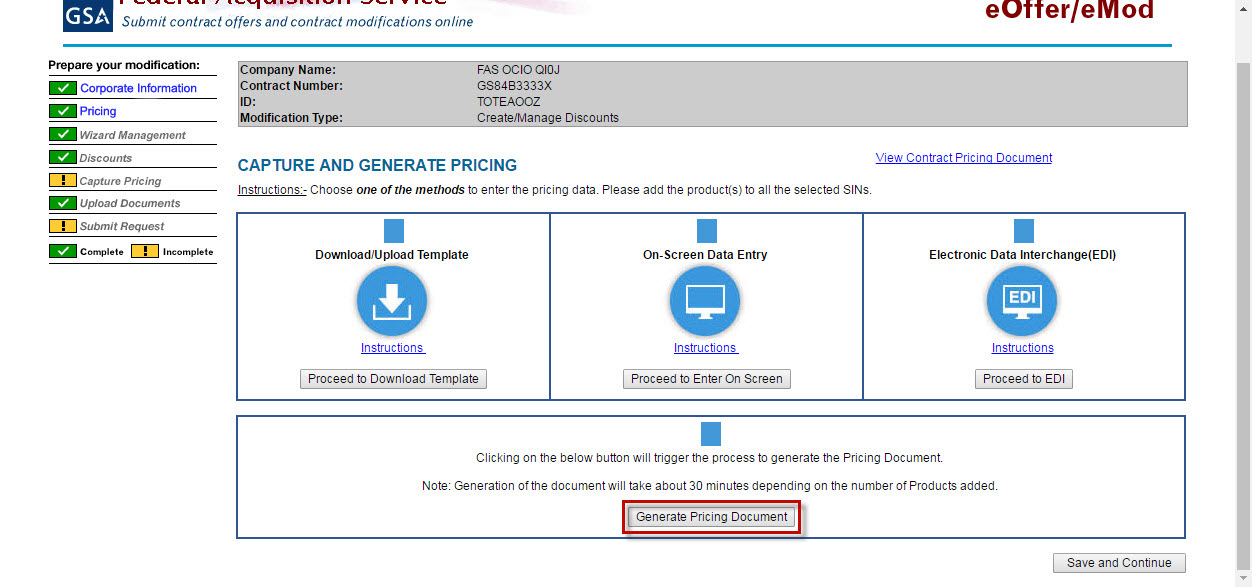 GSA
Federal Acquisition Service
Submit contract offers and contract modifications online
eOffer/eMod
Prepare your modification:
Corporate Information
Pricing
Wizard Management
Discounts
Capture Pricing
Upload Documents
Submit Request
Complete Incomplete
Company Name: FAS OCIO QI0J
Contract Number: GS84B3333X
ID: TOTEAOOZ
Modification Type: Create/Manage Discounts
CAPTURE AND GENERATE PRICING
View Contract Pricing Document
Instructions:- Choose one of the methods to enter the pricing data. Please add the product(s) to all the selected SINs.
Download/Upload Template
Instructions
Proceed to Download Template
On-Screen Data Entry
Instructions
Proceed to Enter On Screen
Electronic Data Interchange(EDI)
EDI
Instructions
Proceed to EDI
Clicking on the below button will trigger the process to generate the Pricing Document.
Note: Generation of the document will take about 30 minutes depending on the number of Products added.
Generate Pricing Document
Save and Continue